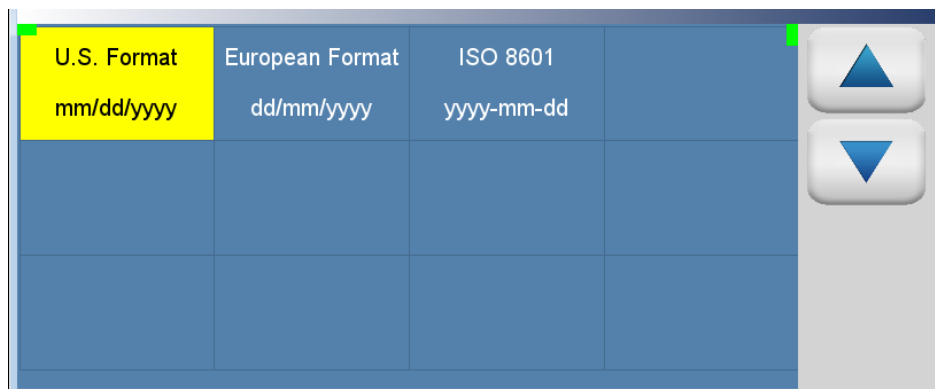 U.S. Format
mm/dd/yyyy
European Format
dd/mm/yyyy
ISO 8601
yyyy-mm-dd